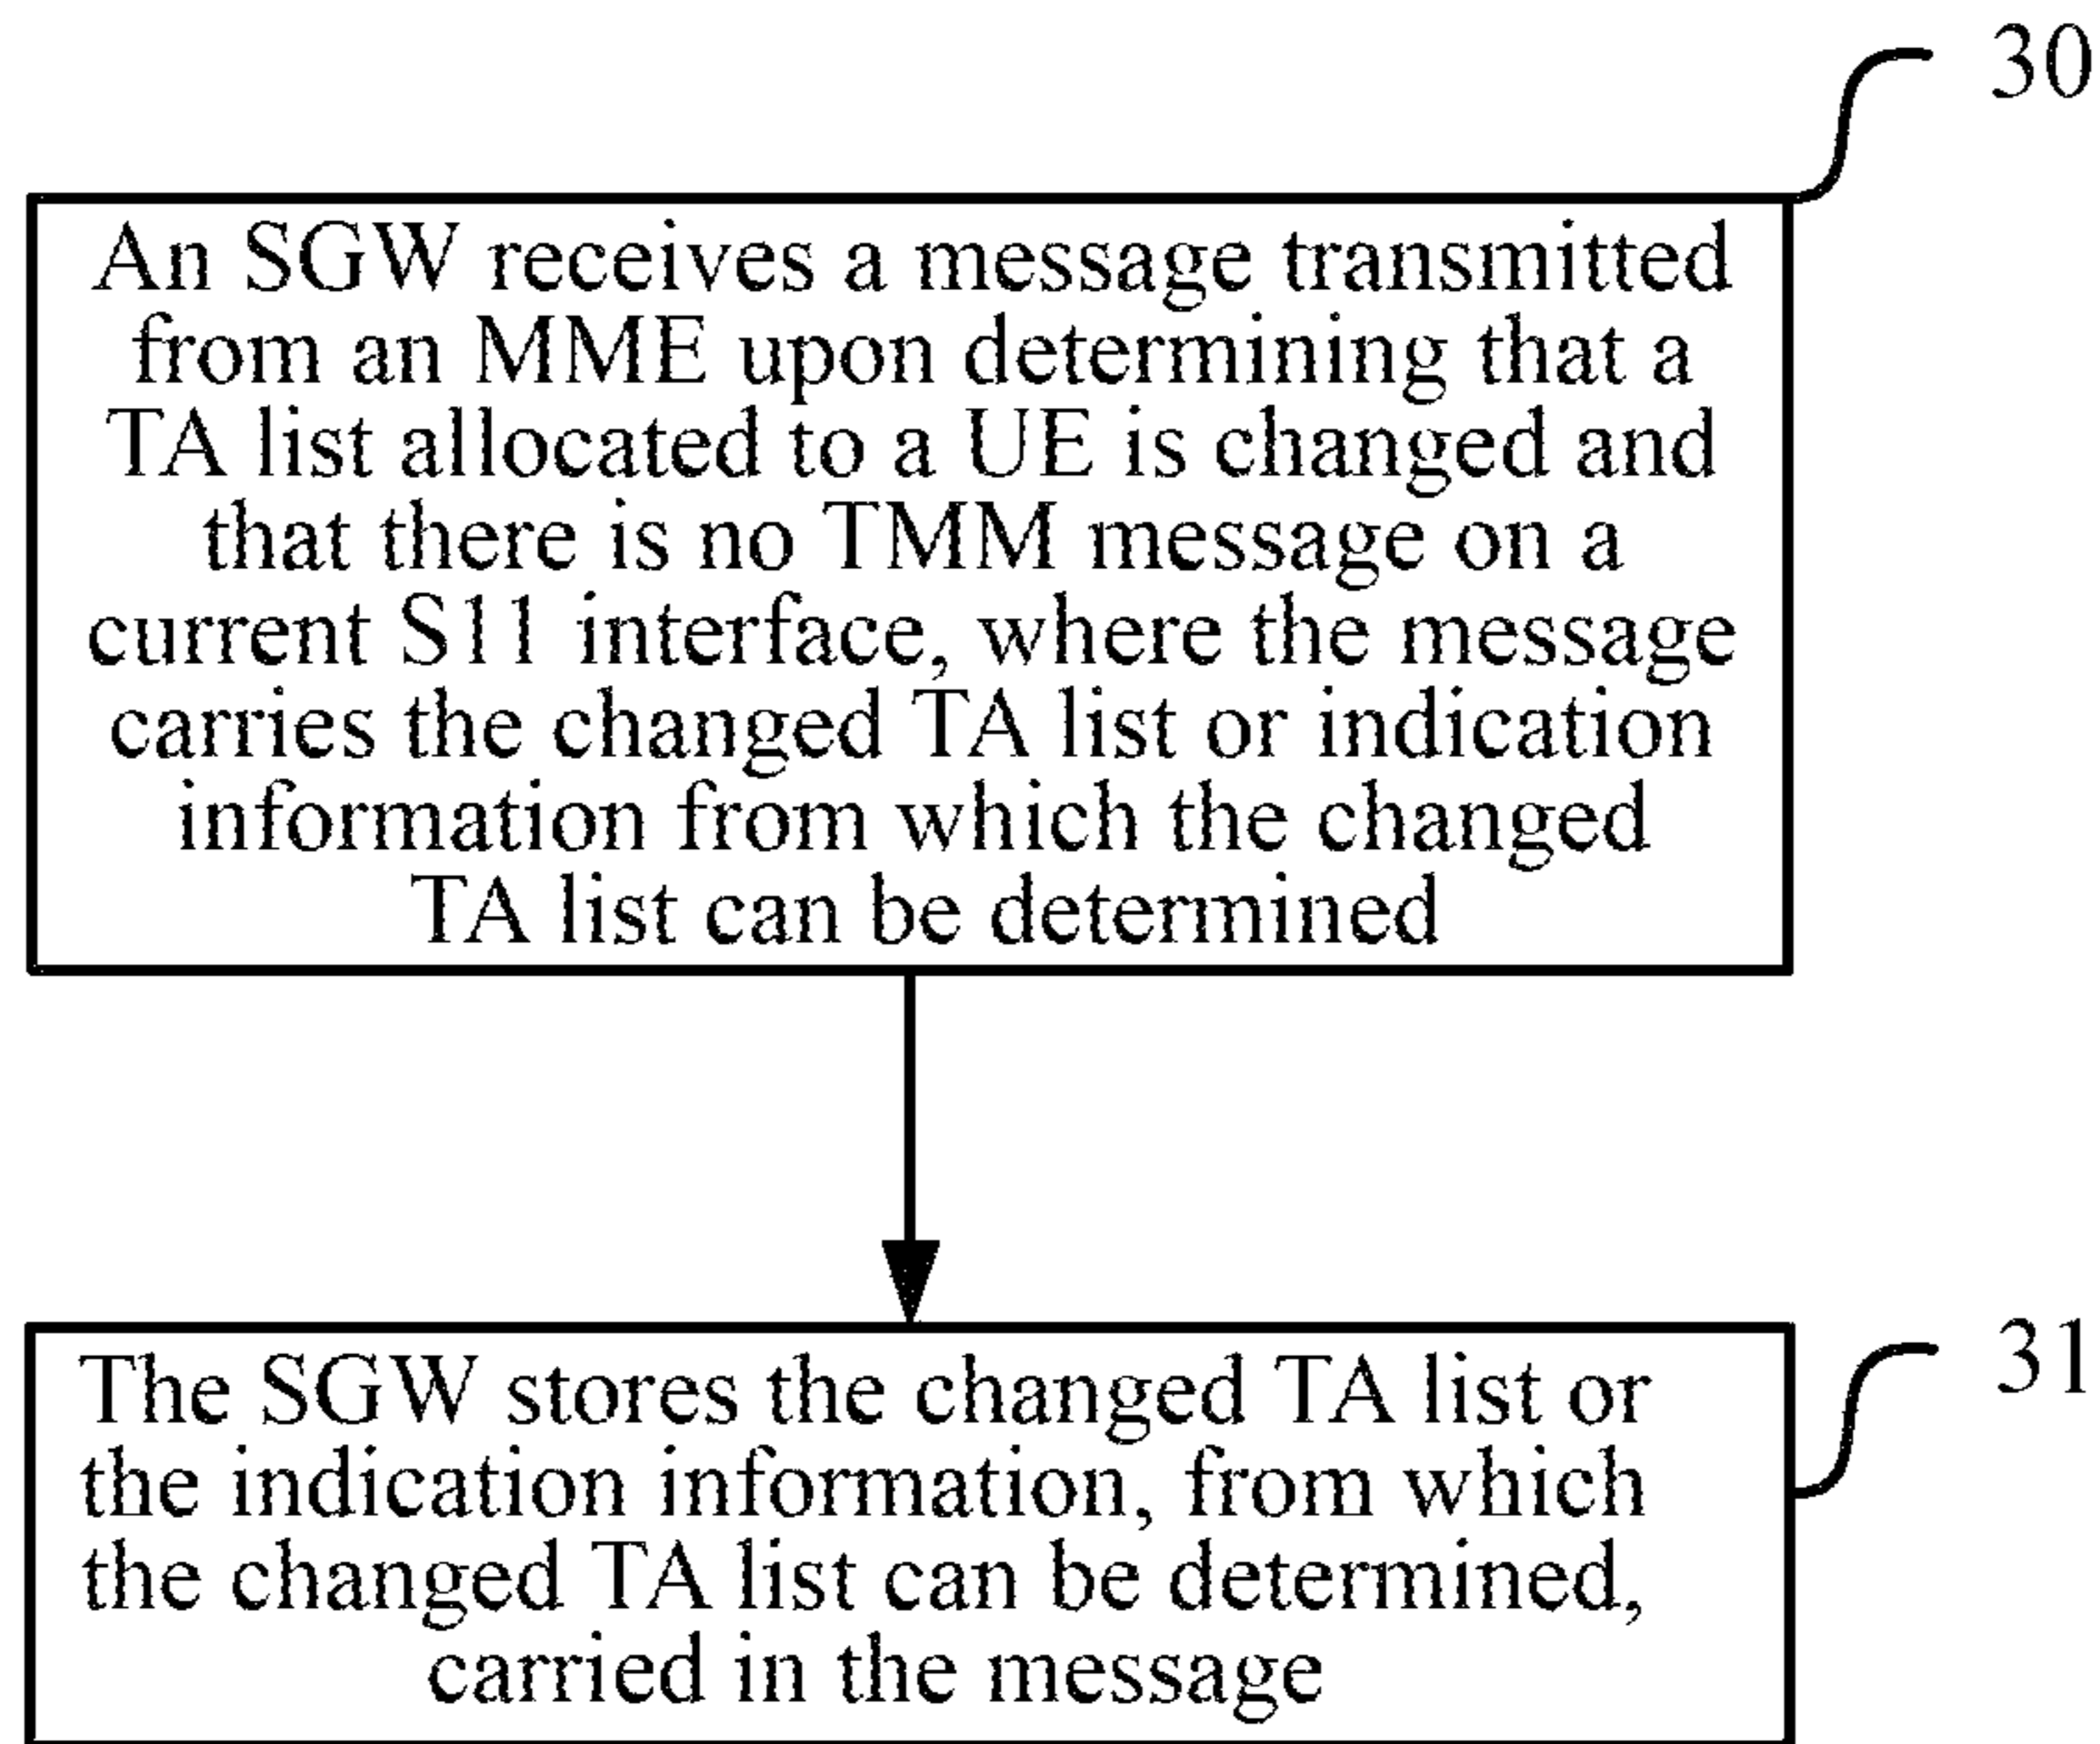 30
An SGW receives a message transmitted
from an MME upon determining that a
TA list allocated to a UE is changed and
that there is no TMM message on a
current S11 interface, where the message
carries the changed TA list or indication
information from which the changed
TA list can be determined
31
The SGW stores the changed TA list or
the indication information, from which
the changed TA list can be determined,
carried in the message